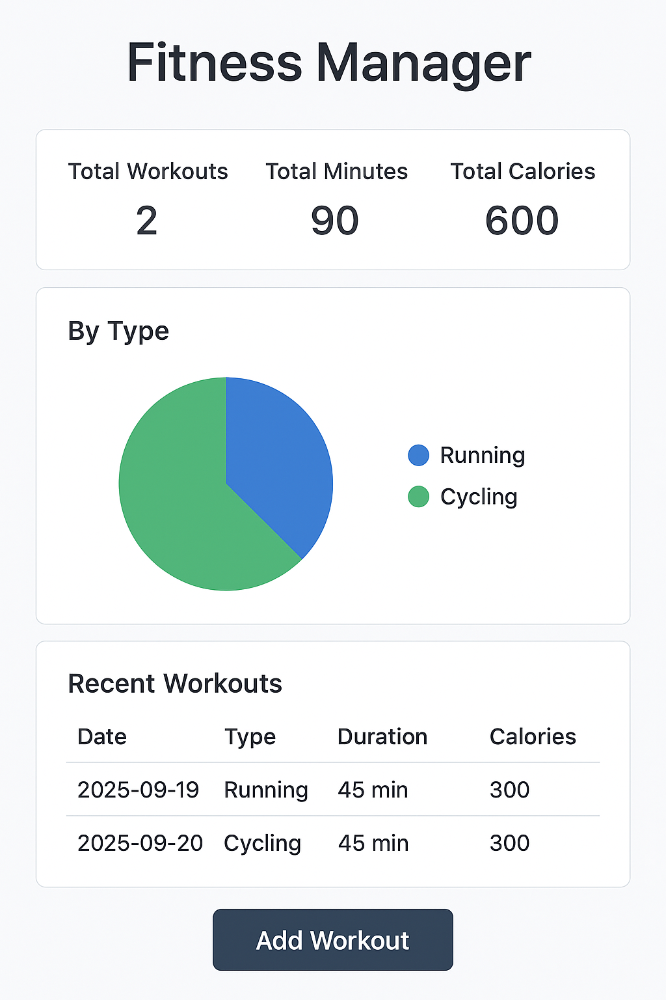 Fitness Manager
Total Workouts Total Minutes Total Calories
2 90 600
By Type
Running
Cycling
Recent Workouts
Date Type Duration Calories
2025-09-19 Running 45 min 300
2025-09-20 Cycling 45 min 300
Add Workout